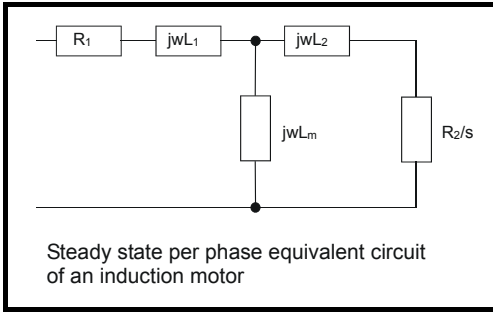 R₁
jwL₁
jwL₂
jwLₘ
R₂/s
Steady state per phase equivalent circuit
of an induction motor